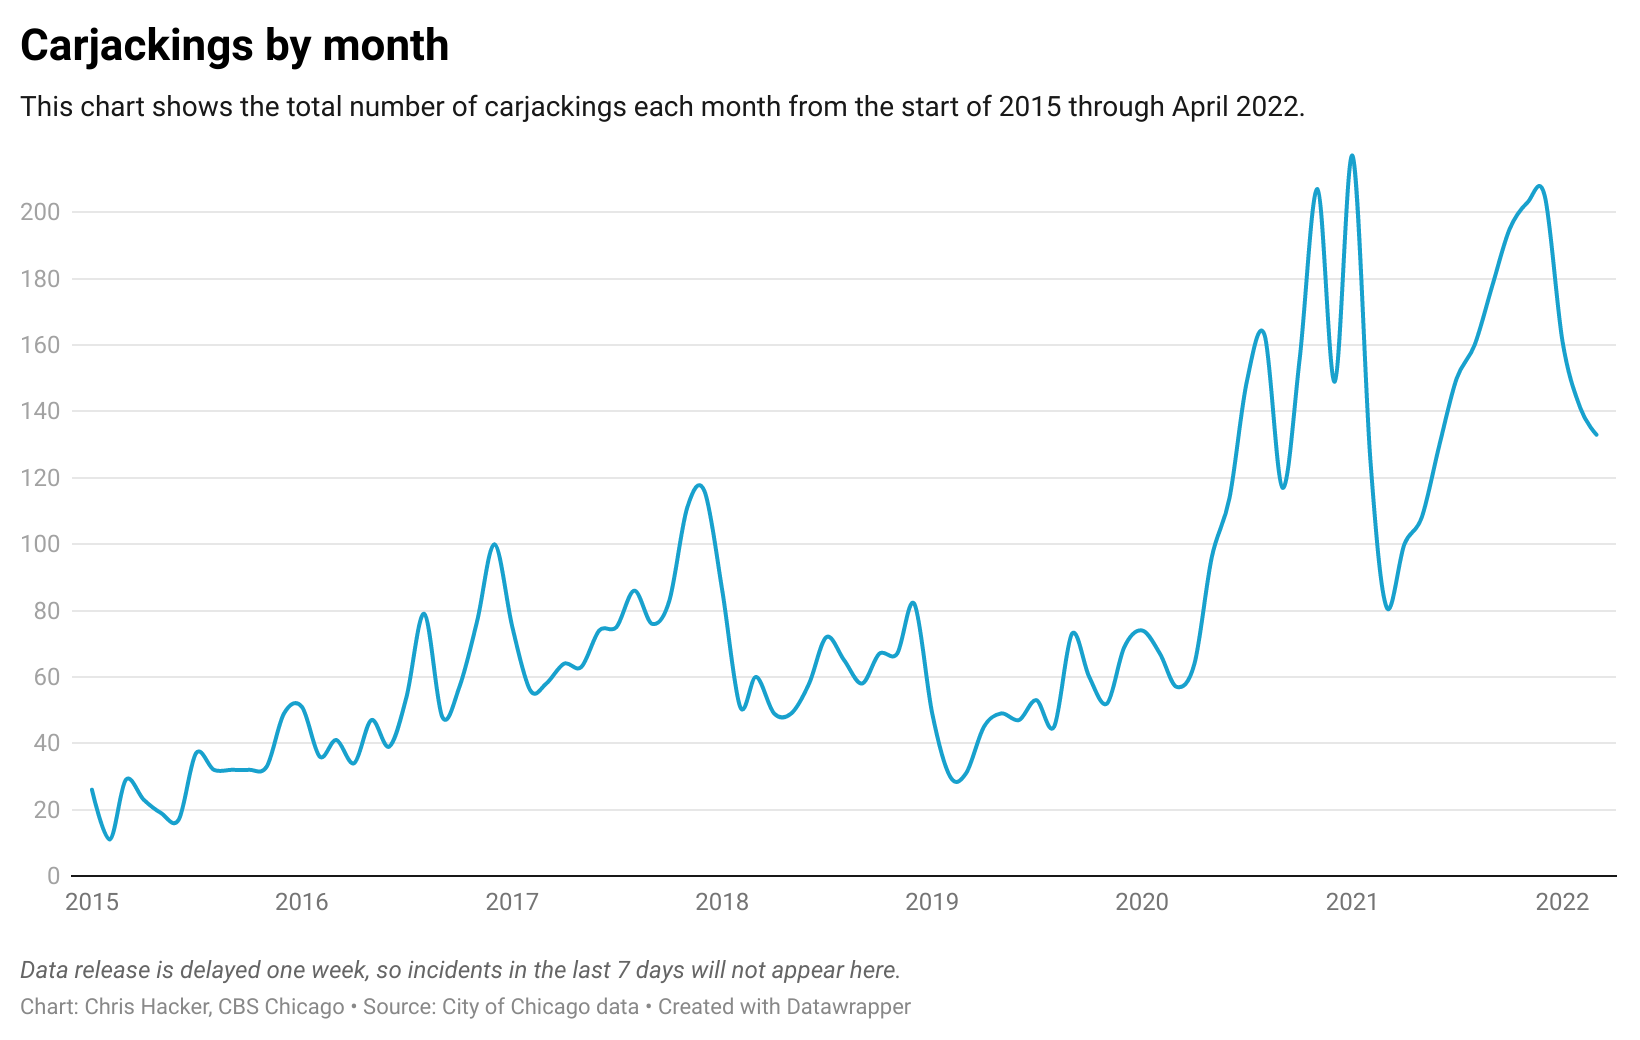 Carjackings by month
This chart shows the total number of carjackings each month from the start of 2015 through April 2022.
200
180
160
140
120
100
80
60
40
20
0
2015 2016 2017 2018 2019 2020 2021 2022
Data release is delayed one week, so incidents in the last 7 days will not appear here.
Chart: Chris Hacker, CBS Chicago • Source: City of Chicago data • Created with Datawrapper